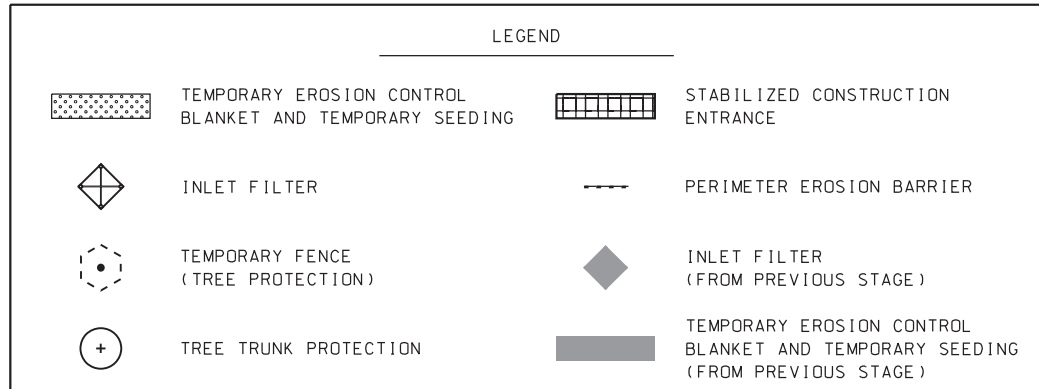 LEGEND
TEMPORARY EROSION CONTROL
BLANKET AND TEMPORARY SEEDING
STABILIZED CONSTRUCTION
ENTRANCE
INLET FILTER
PERIMETER EROSION BARRIER
TEMPORARY FENCE
(TREE PROTECTION)
INLET FILTER
(FROM PREVIOUS STAGE)
TREE TRUNK PROTECTION
TEMPORARY EROSION CONTROL
BLANKET AND TEMPORARY SEEDING
(FROM PREVIOUS STAGE)